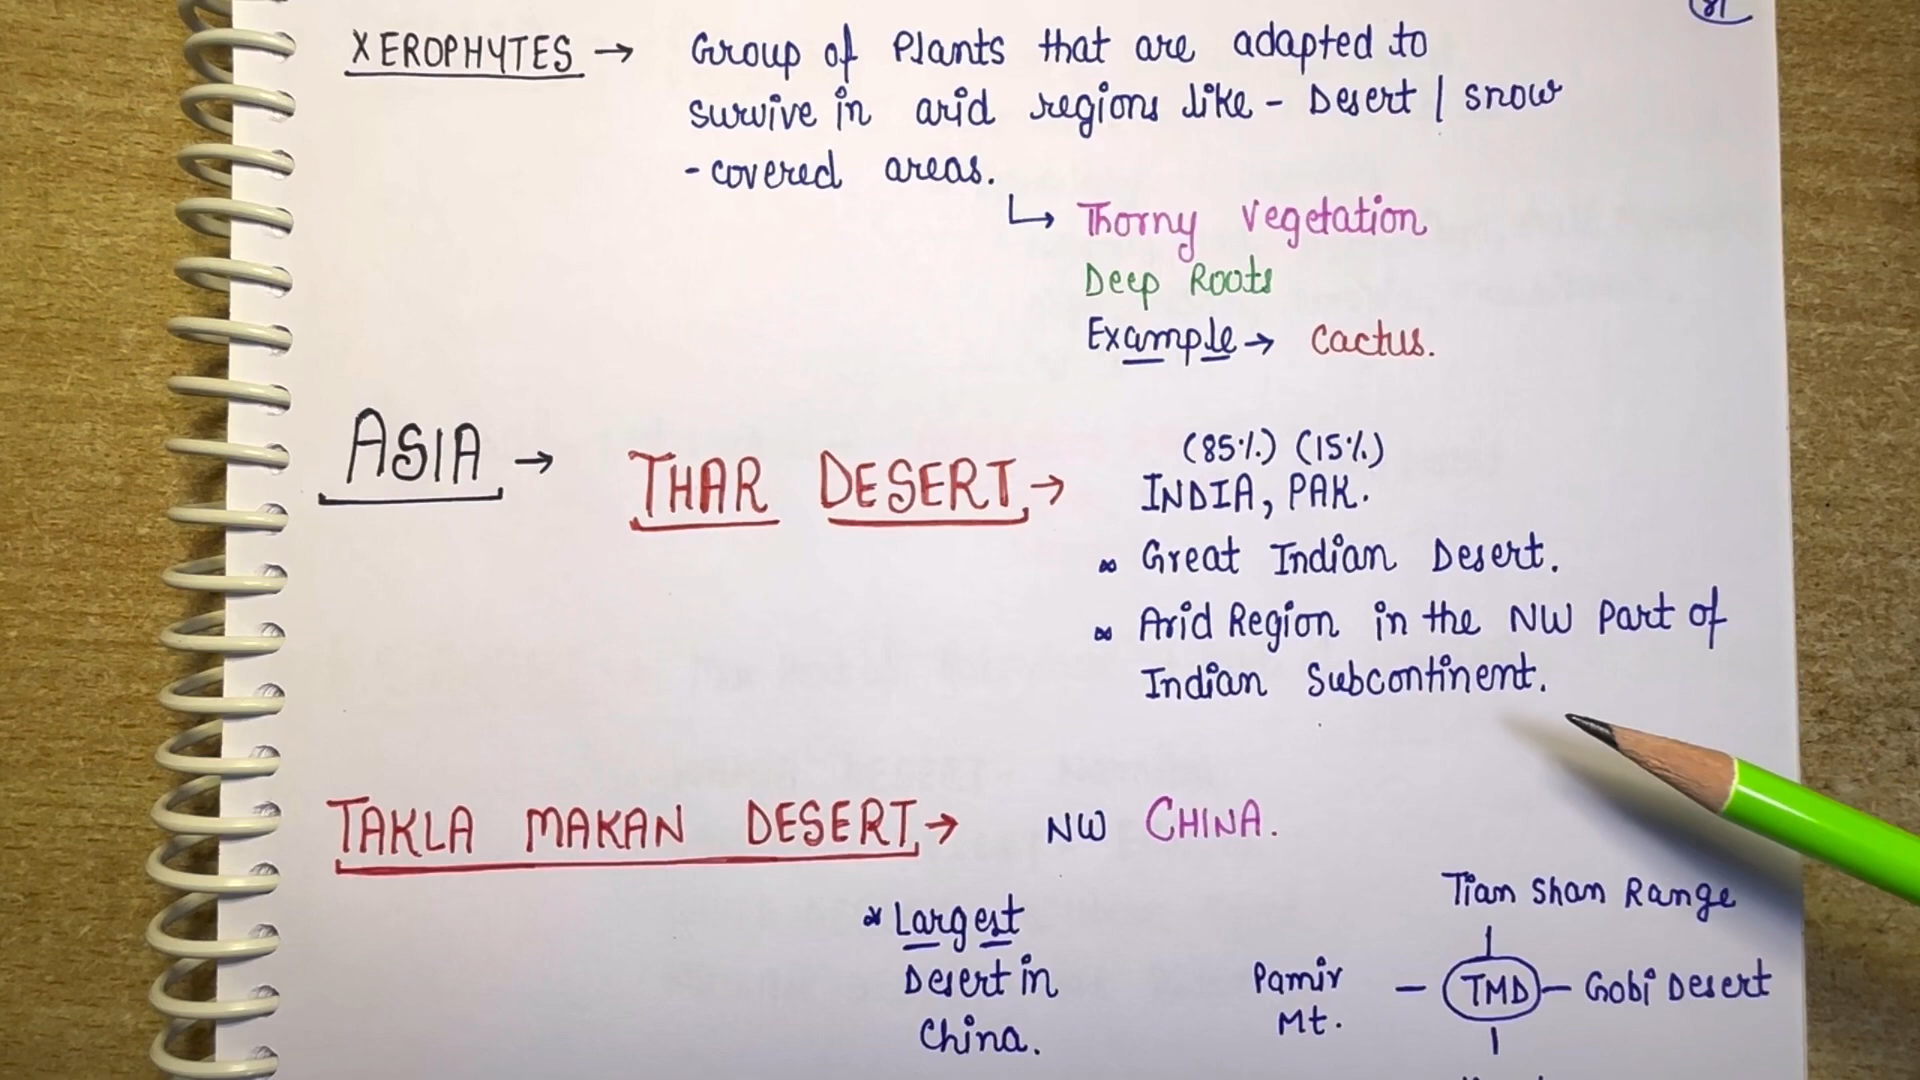 81
XEROPHYTES → Group of Plants that are adapted to
survive in arid regions like - Desert / snow
- covered areas.
↳ Thorny Vegetation
Deep Roots
Example → Cactus.
(85%) (15%)
ASIA → THAR DESERT → INDIA, PAK.
* Great Indian Desert.
* Arid Region in the NW Part of
Indian Subcontinent.
TAKLA MAKAN DESERT → NW CHINA.
* Largest
Desert in
China.
Tian Shan Range
Pamir
Mt.
TMD
Gobi Desert